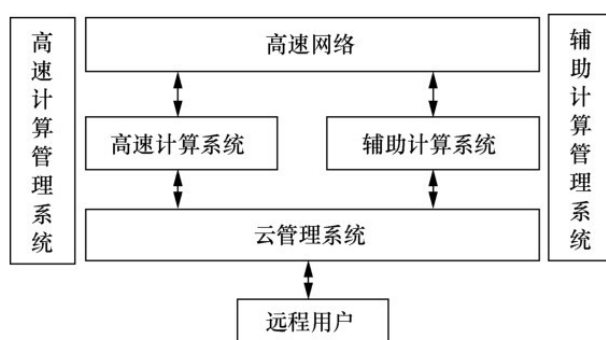 高速计算管理系统
高速网络
辅助计算管理系统
高速计算系统
辅助计算系统
云管理系统
远程用户